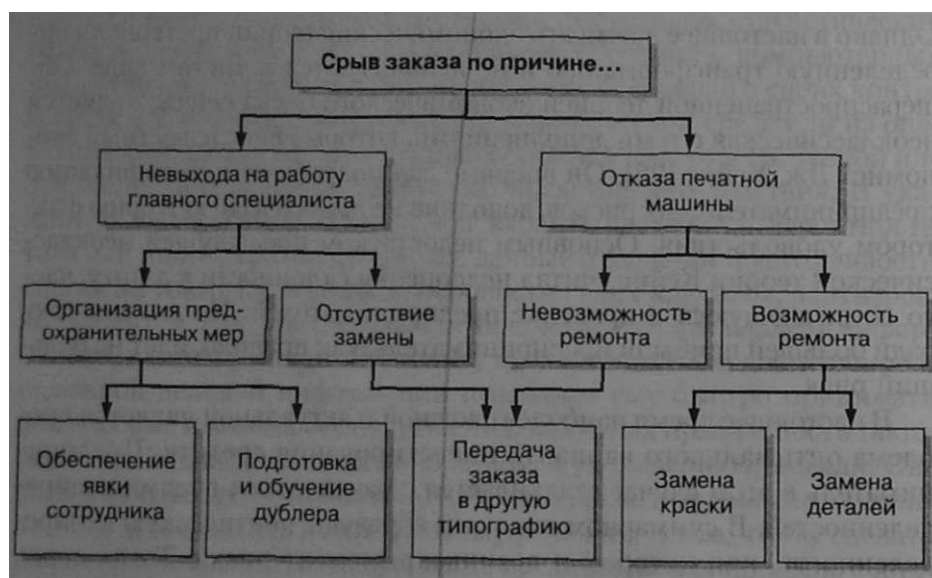 Срыв заказа по причине...
Невыхода на работу
главного специалиста
Отказа печатной
машины
Организация пред-
охранительных мер
Отсутствие
замены
Невозможность
ремонта
Возможность
ремонта
Обеспечение
явки
сотрудника
Подготовка
и обучение
дублера
Передача
заказа
в другую
типографию
Замена
краски
Замена
деталей